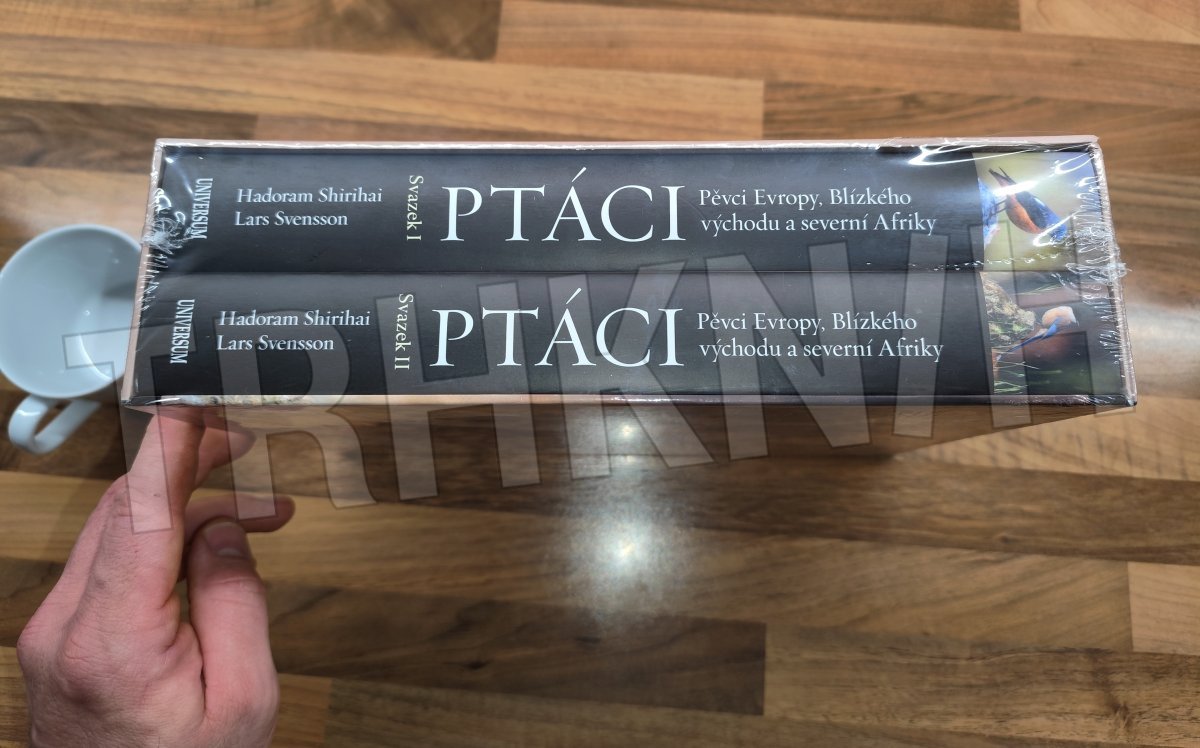 UNIVERSUM
Hadoram Shirihai
Lars Svensson
Svazek I
PTÁCI
Pěvci Evropy, Blízkého
východu a severní Afriky
UNIVERSUM
Hadoram Shirihai
Lars Svensson
Svazek II
PTÁCI
Pěvci Evropy, Blízkého
východu a severní Afriky
TRHKNIH